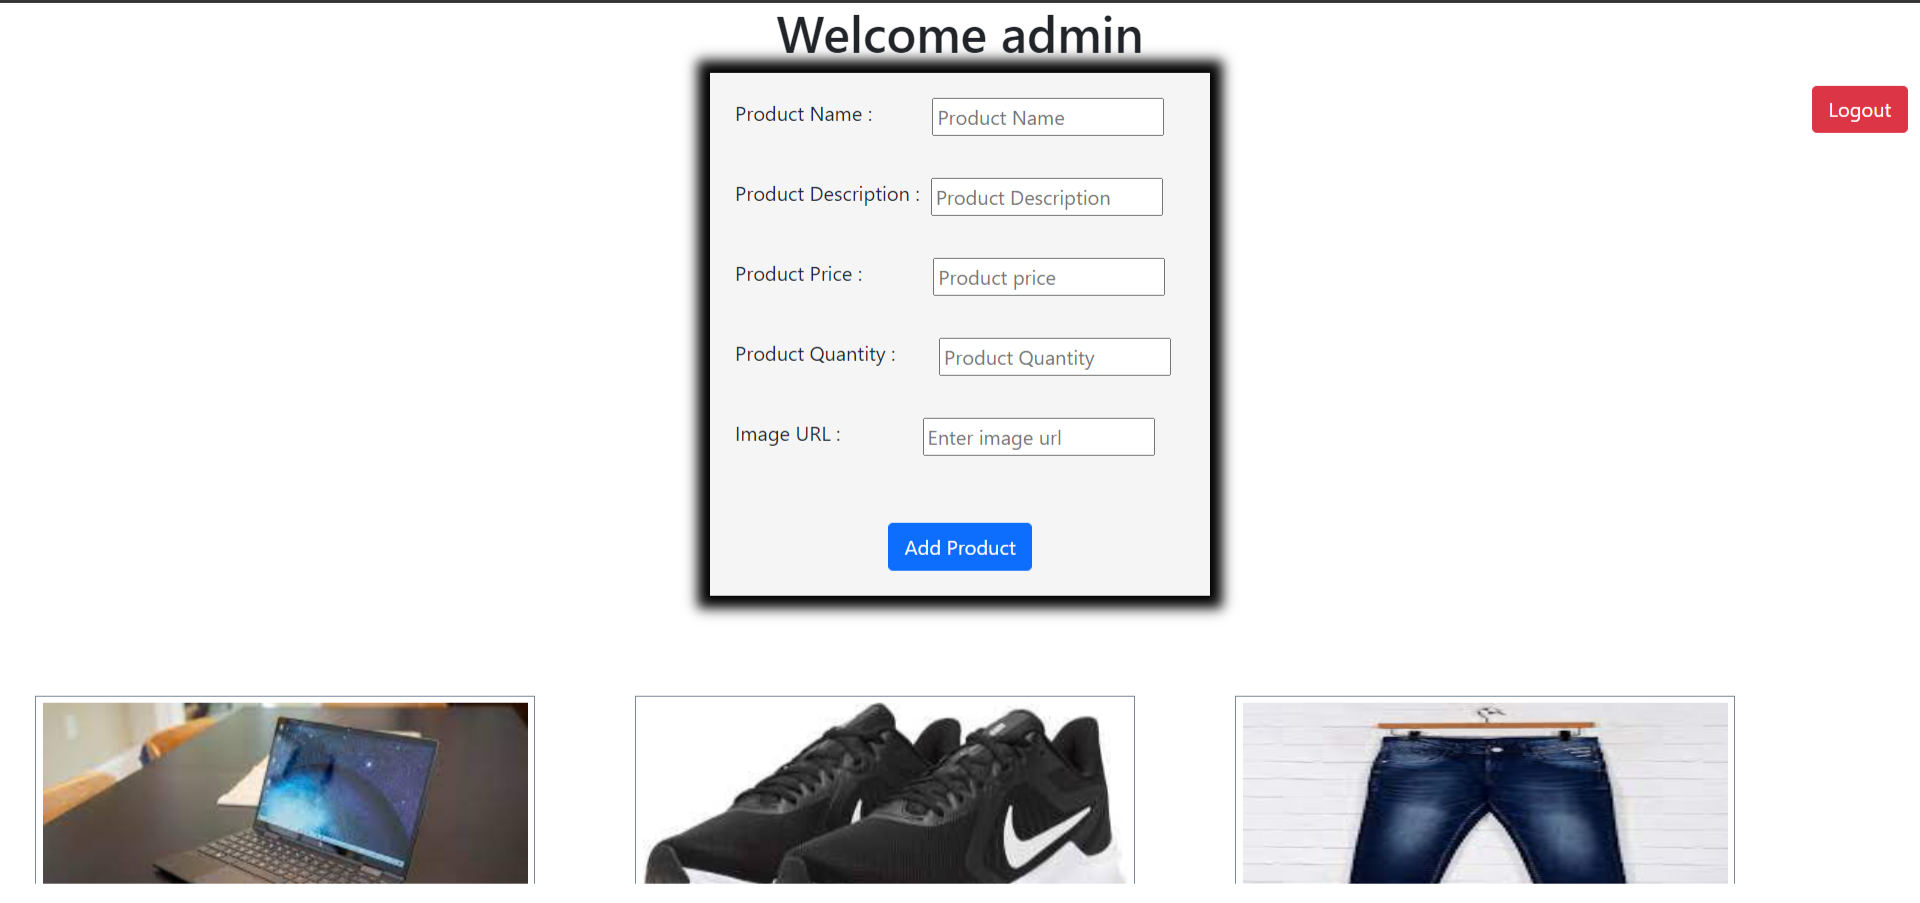 Welcome admin
Logout
Product Name : Product Name
Product Description : Product Description
Product Price : Product price
Product Quantity : Product Quantity
Image URL : Enter image url
Add Product